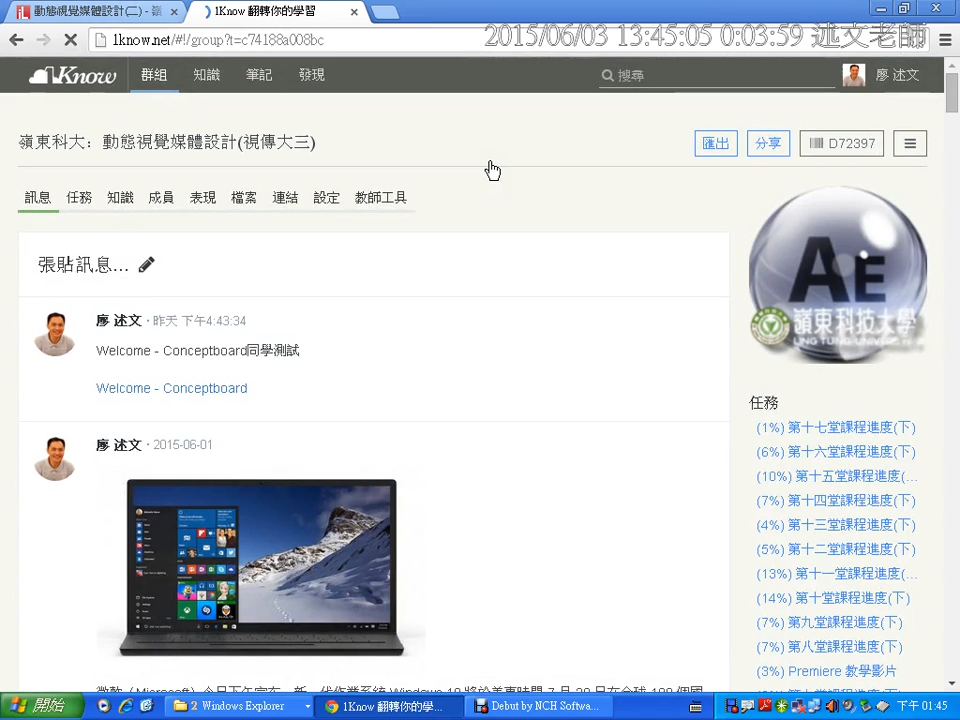 動態視覺媒體設計(二) - 嶺
1Know 翻轉你的學習
1know.net/#!/group?t=c74188a008bc
2015/06/03 13:45:05 0:03:59 述文老師
1Know
群組
知識
筆記
發現
搜尋
廖 述文
嶺東科大：動態視覺媒體設計(視傳大三)
匯出
分享
D72397
訊息
任務
知識
成員
表現
檔案
連結
設定
教師工具
張貼訊息...
廖 述文 · 昨天 下午4:43:34
Welcome - Conceptboard同學測試
Welcome - Conceptboard
廖 述文 · 2015-06-01
AE
嶺東科技大學
LING TUNG UNIVERSITY
任務
(1%) 第十七堂課程進度(下)
(6%) 第十六堂課程進度(下)
(10%) 第十五堂課程進度(...
(7%) 第十四堂課程進度(下)
(4%) 第十三堂課程進度(下)
(5%) 第十二堂課程進度(下)
(13%) 第十一堂課程進度(...
(14%) 第十堂課程進度(下)
(7%) 第九堂課程進度(下)
(7%) 第八堂課程進度(下)
(3%) Premiere 教學影片
開始
2 Windows Explorer
1Know 翻轉你的學...
Debut by NCH Softwa...
下午 01:45